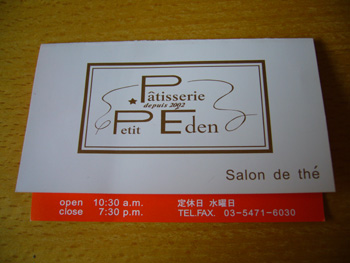 Pâtisserie
depuis 2002
Petit Eden
Salon de thé
open 10:30 a.m. 定休日 水曜日
close 7:30 p.m. TEL.FAX. 03-5471-6030